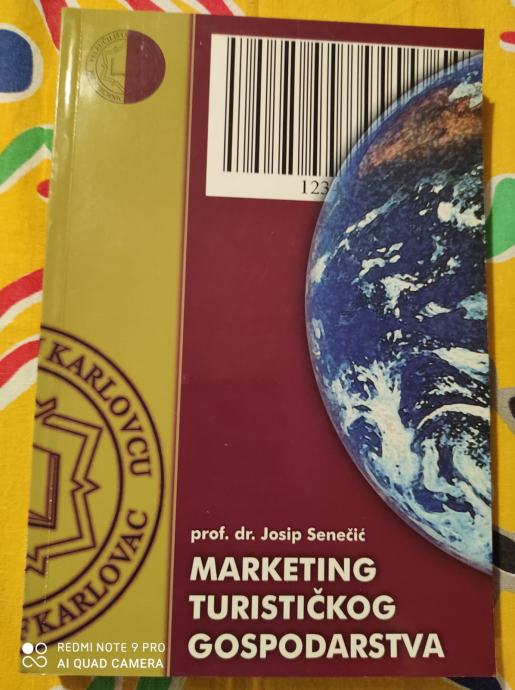 123
prof. dr. Josip Senečić
MARKETING
TURISTIČKOG
GOSPODARSTVA
KARLOVCU
KARLOVAC
REDMI NOTE 9 PRO
AI QUAD CAMERA